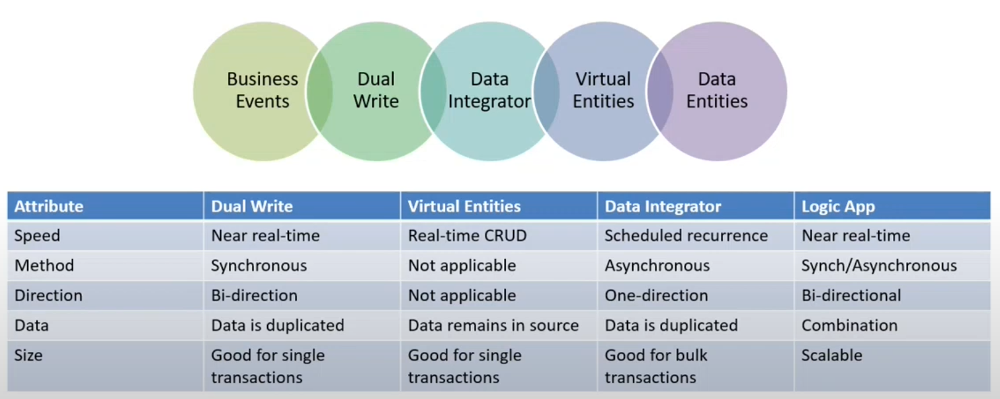 Business
Events
Dual
Write
Data
Integrator
Virtual
Entities
Data
Entities
Attribute
Dual Write
Virtual Entities
Data Integrator
Logic App
Speed
Near real-time
Real-time CRUD
Scheduled recurrence
Near real-time
Method
Synchronous
Not applicable
Asynchronous
Synch/Asynchronous
Direction
Bi-direction
Not applicable
One-direction
Bi-directional
Data
Data is duplicated
Data remains in source
Data is duplicated
Combination
Size
Good for single
transactions
Good for single
transactions
Good for bulk
transactions
Scalable